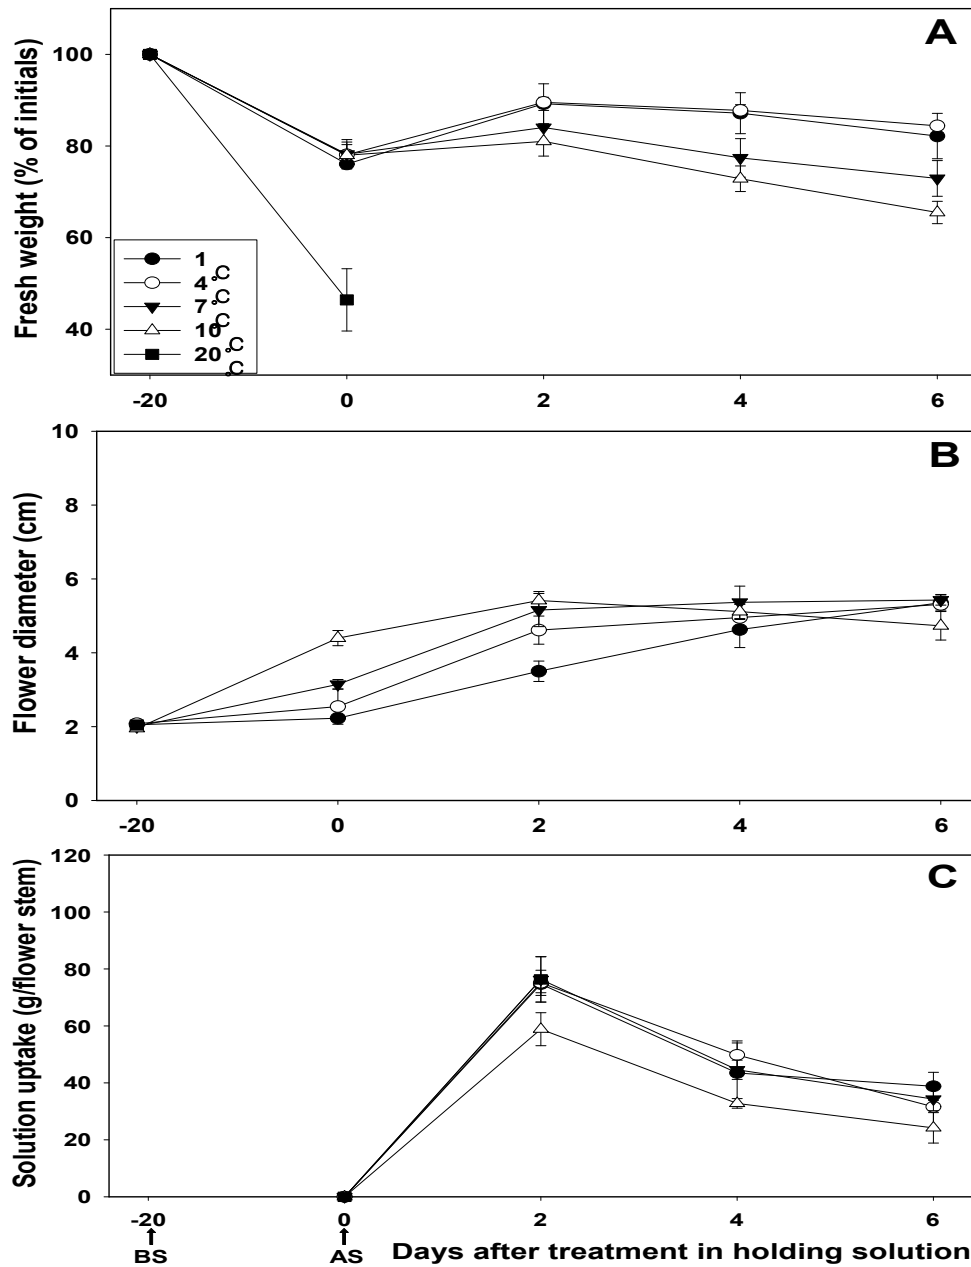 A
Fresh weight (% of initials)
100
80
60
40
1
4 °C
7 °C
10 °C
20 °C
°C
-20 0 2 4 6
B
Flower diameter (cm)
10
8
6
4
2
0
-20 0 2 4 6
C
Solution uptake (g/flower stem)
120
100
80
60
40
20
0
-20 0 2 4 6
BS AS Days after treatment in holding solution